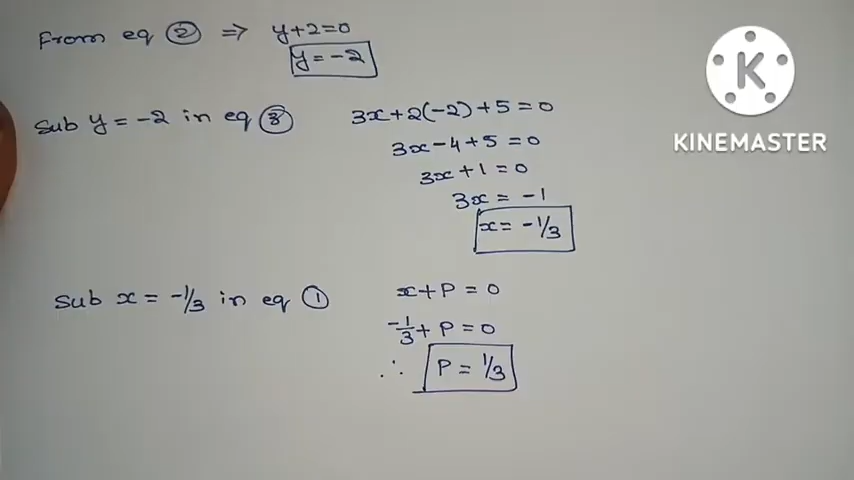 From eq ② ⇒ y+2=0
y=-2
Sub y=-2 in eq ③ 3x+2(-2)+5=0
3x-4+5=0
3x+1=0
3x=-1
x=-1/3
Sub x=-1/3 in eq ① x+P=0
-1/3+P=0
∴ P=1/3
KINEMASTER